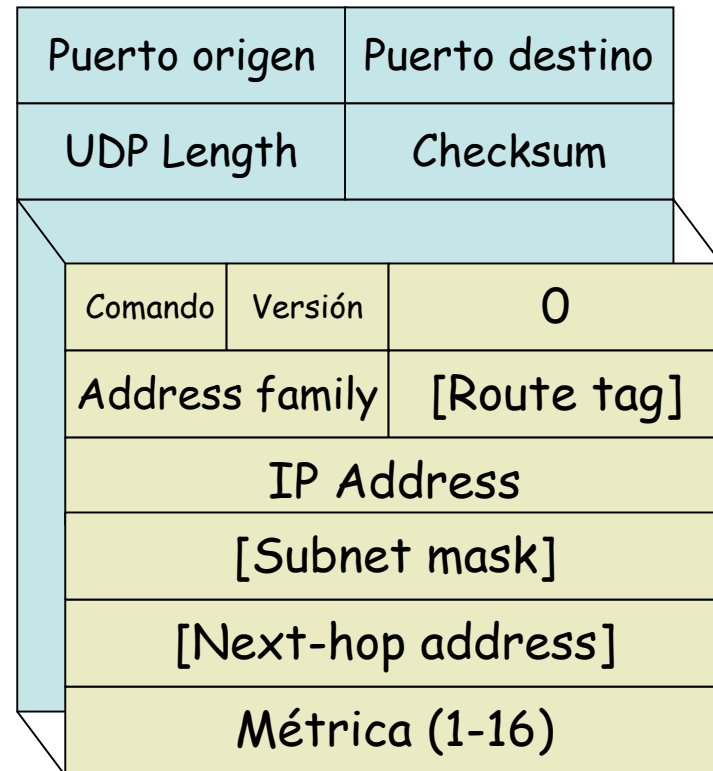 Puerto origen Puerto destino
UDP Length Checksum
Comando Versión 0
Address family [Route tag]
IP Address
[Subnet mask]
[Next-hop address]
Métrica (1-16)